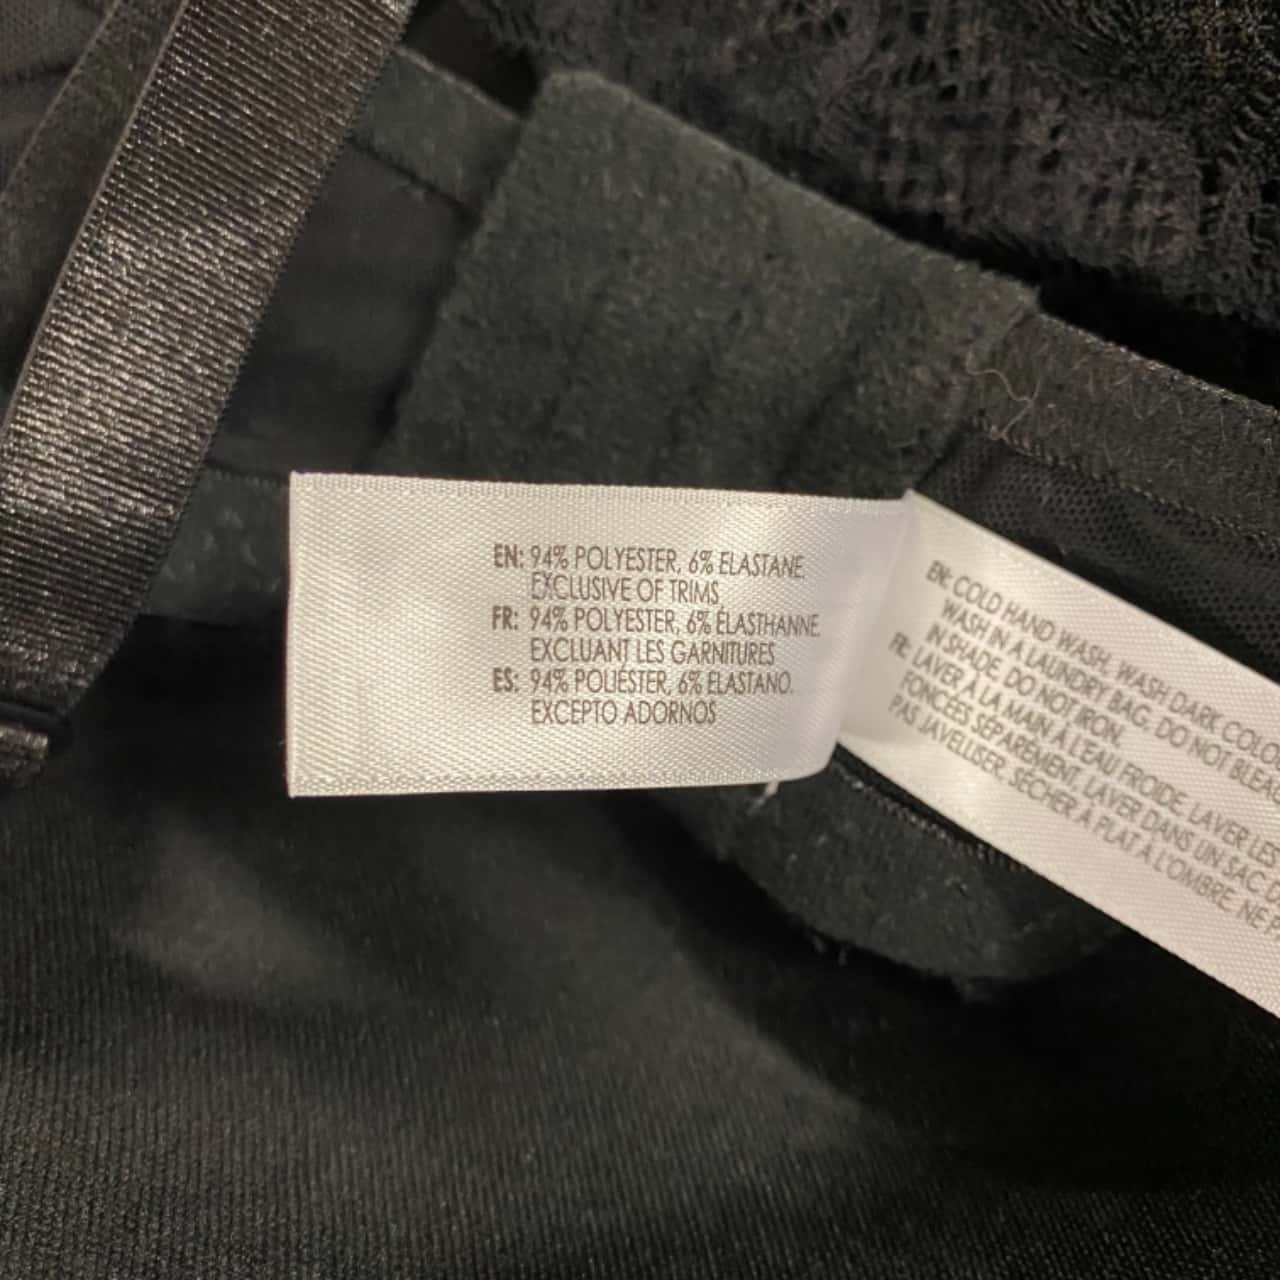 EN: 94% POLYESTER, 6% ELASTANE.
EXCLUSIVE OF TRIMS
FR: 94% POLYESTER, 6% ÉLASTHANNE.
EXCLUANT LES GARNITURES
ES: 94% POLIÉSTER, 6% ELASTANO.
EXCEPTO ADORNOS
EN: COLD HAND WASH. WASH DARK
WASH IN A LAUNDRY BAG. DO NOT
IN SHADE. DO NOT IRON.
FR: LAVER À LA MAIN À L'EAU FROIDE. LAVER LES
FONCÉES SÉPARÉMENT. LAVER DANS UN SAC.
PAS JAVELLISER. SÉCHER À PLAT À L'OMBRE. NE